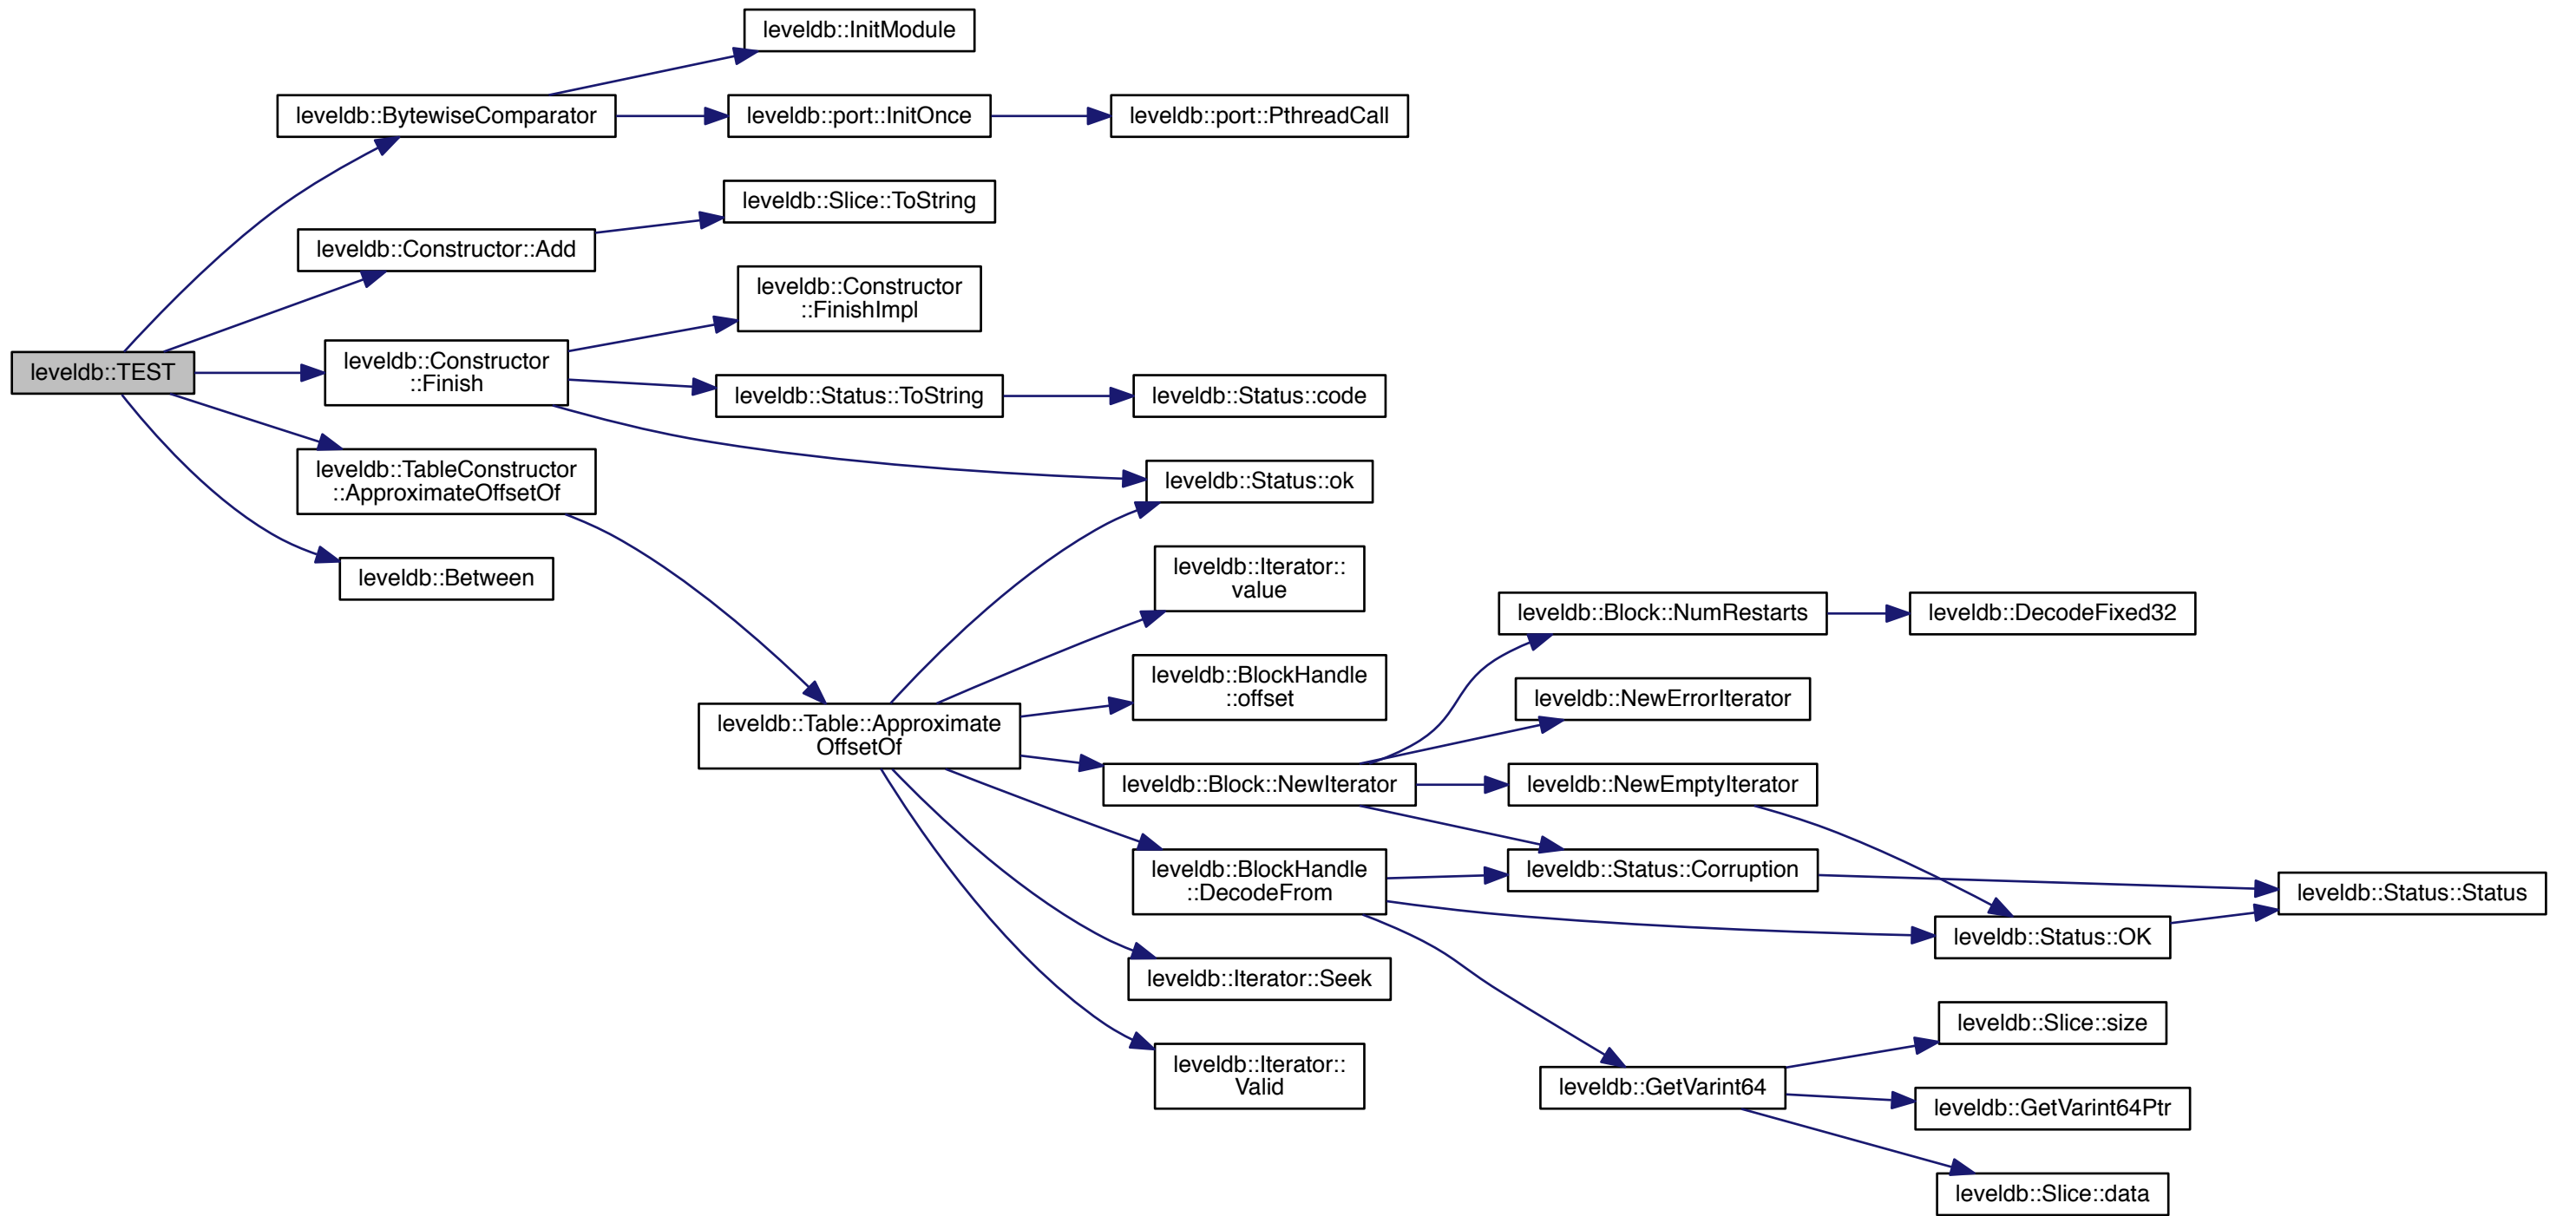 leveldb::InitModule
leveldb::BytewiseComparator
leveldb::port::InitOnce
leveldb::port::PthreadCall
leveldb::Slice::ToString
leveldb::Constructor::Add
leveldb::Constructor
::FinishImpl
leveldb::TEST
leveldb::Constructor
::Finish
leveldb::Status::ToString
leveldb::Status::code
leveldb::TableConstructor
::ApproximateOffsetOf
leveldb::Status::ok
leveldb::Between
leveldb::Iterator::
value
leveldb::Block::NumRestarts
leveldb::DecodeFixed32
leveldb::BlockHandle
::offset
leveldb::NewErrorIterator
leveldb::Table::Approximate
OffsetOf
leveldb::Block::NewIterator
leveldb::NewEmptyIterator
leveldb::BlockHandle
::DecodeFrom
leveldb::Status::Corruption
leveldb::Status::Status
leveldb::Status::OK
leveldb::Iterator::Seek
leveldb::Slice::size
leveldb::Iterator::
Valid
leveldb::GetVarint64
leveldb::GetVarint64Ptr
leveldb::Slice::data